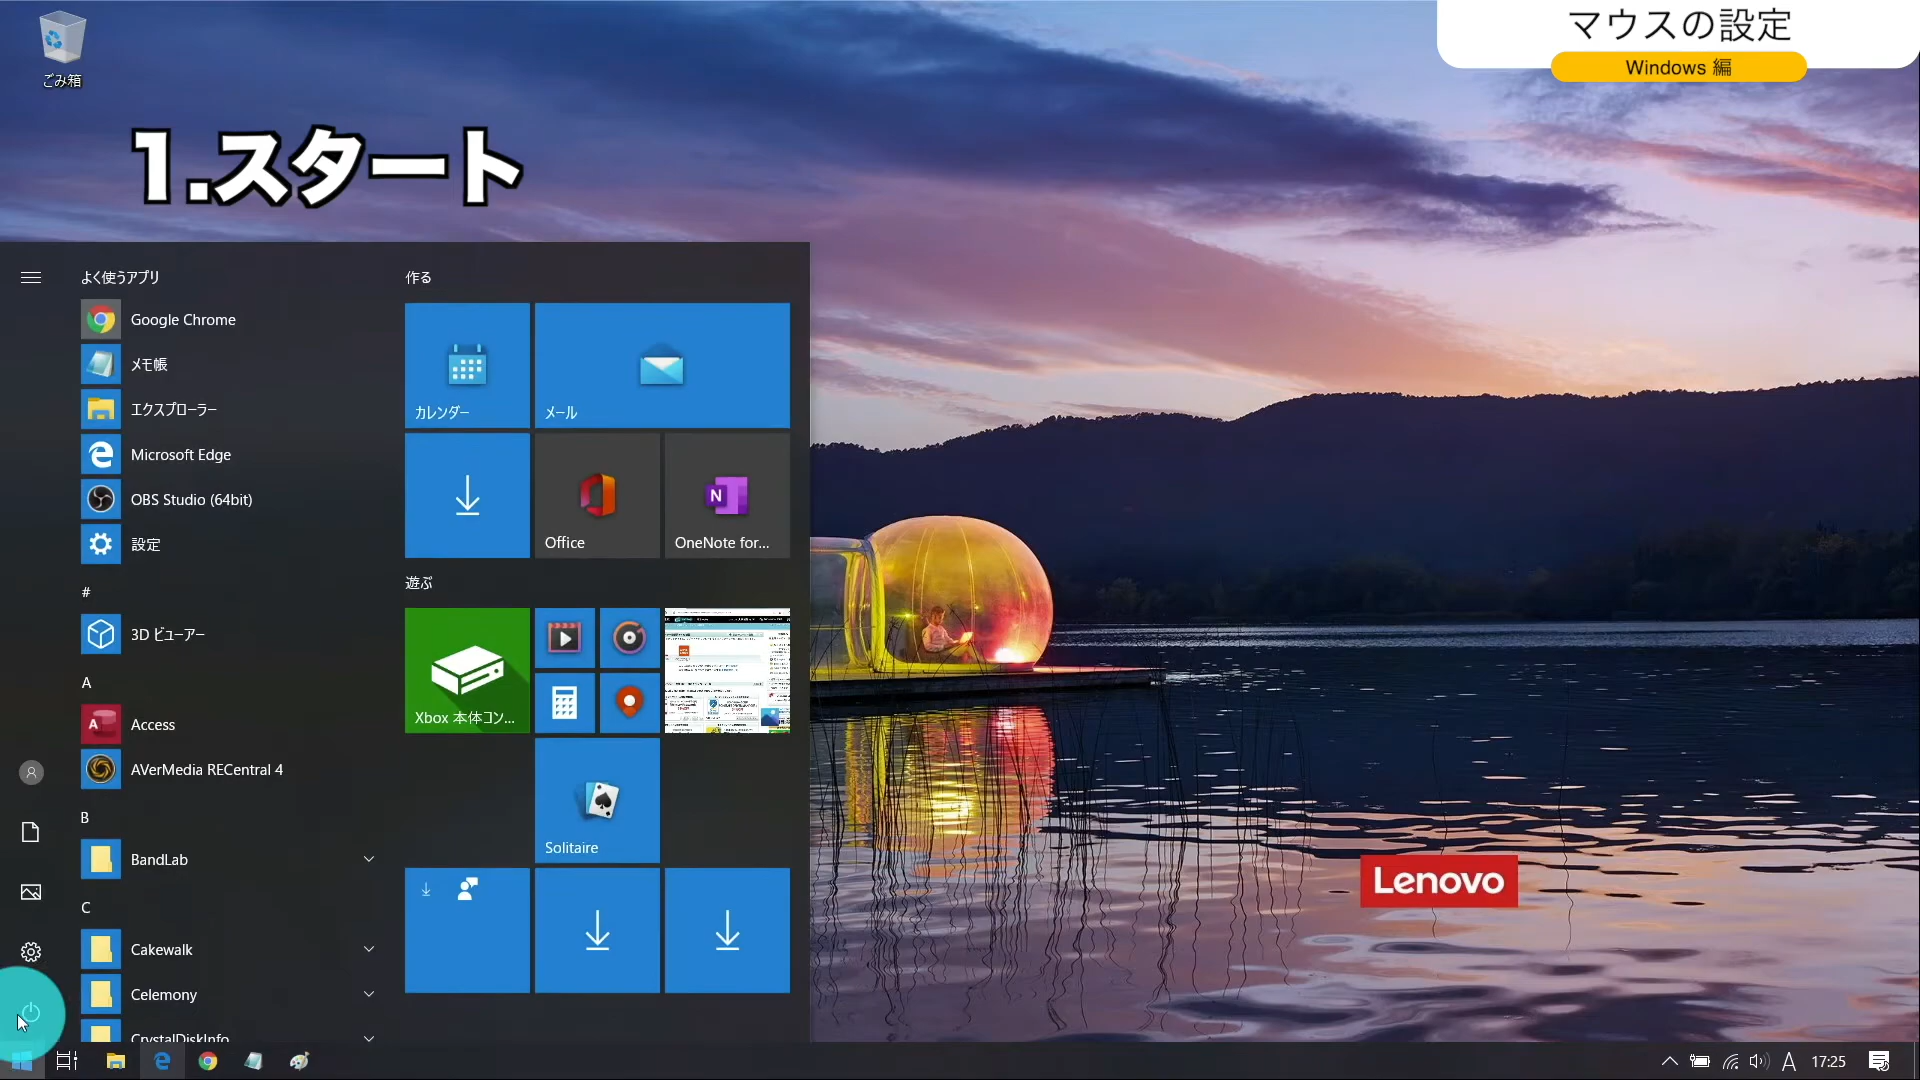 マウスの設定
Windows 編
ごみ箱
1.スタート
よく使うアプリ
Google Chrome
メモ帳
エクスプローラー
Microsoft Edge
OBS Studio (64bit)
設定
#
3D ビューアー
A
Access
AVerMedia RECentral 4
B
BandLab
C
Cakewalk
Celemony
CrystalDiskInfo
作る
カレンダー
メール
Office
OneNote for...
遊ぶ
Xbox 本体コン...
Solitaire
Lenovo
A
17:25